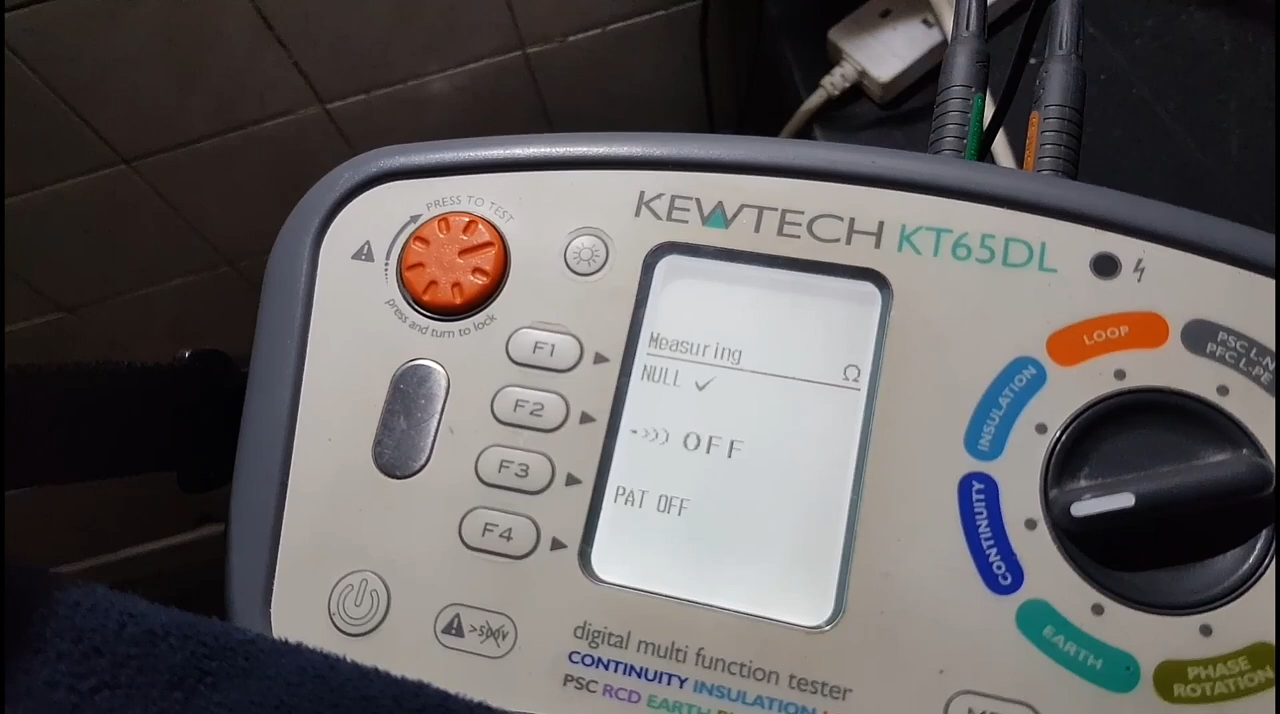 PRESS TO TEST
press and turn to lock
KEWTECH KT65DL
F1
F2
F3
F4
Measuring
Ω
NULL ✓
OFF
PAT OFF
LOOP
PSC L-N
PFC L-PE
INSULATION
CONTINUITY
EARTH
PHASE
ROTATION
>500V
digital multi function tester
CONTINUITY INSULATION
PSC RCD EARTH